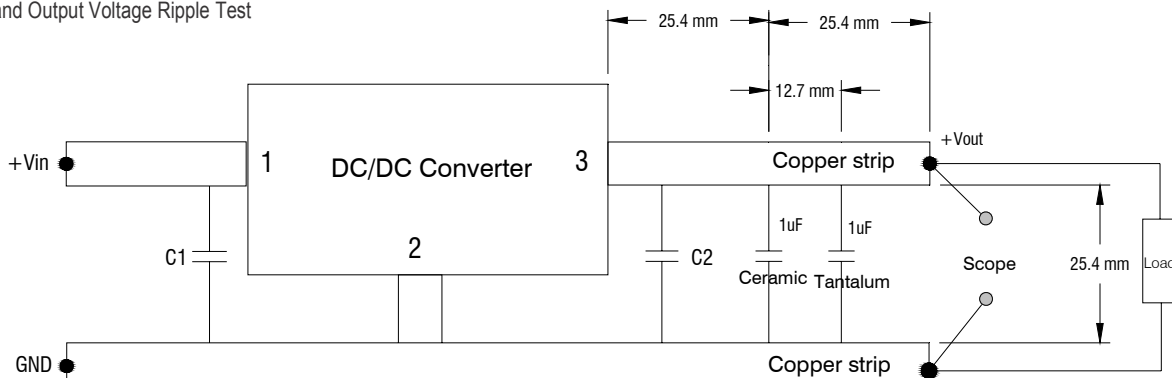 and Output Voltage Ripple Test
25.4 mm
25.4 mm
12.7 mm
+Vout
+Vin
1
DC/DC Converter
3
Copper strip
2
C1
C2
1uF
1uF
Ceramic
Tantalum
Scope
25.4 mm
Load
GND
Copper strip